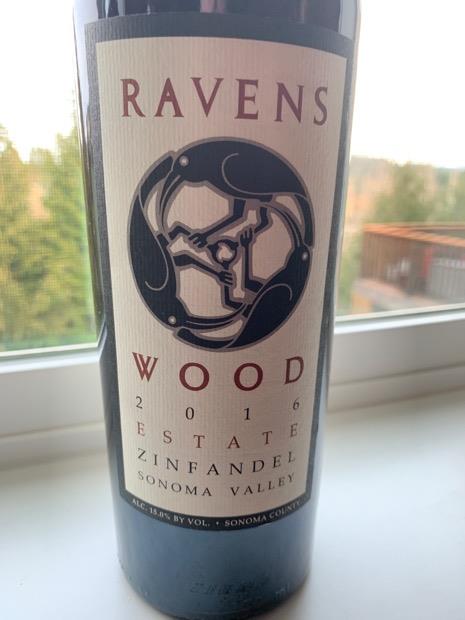 RAVENS
WOOD
2016
ESTATE
ZINFANDEL
SONOMA VALLEY
ALC. 15.0% BY VOL. • SONOMA COUNTY